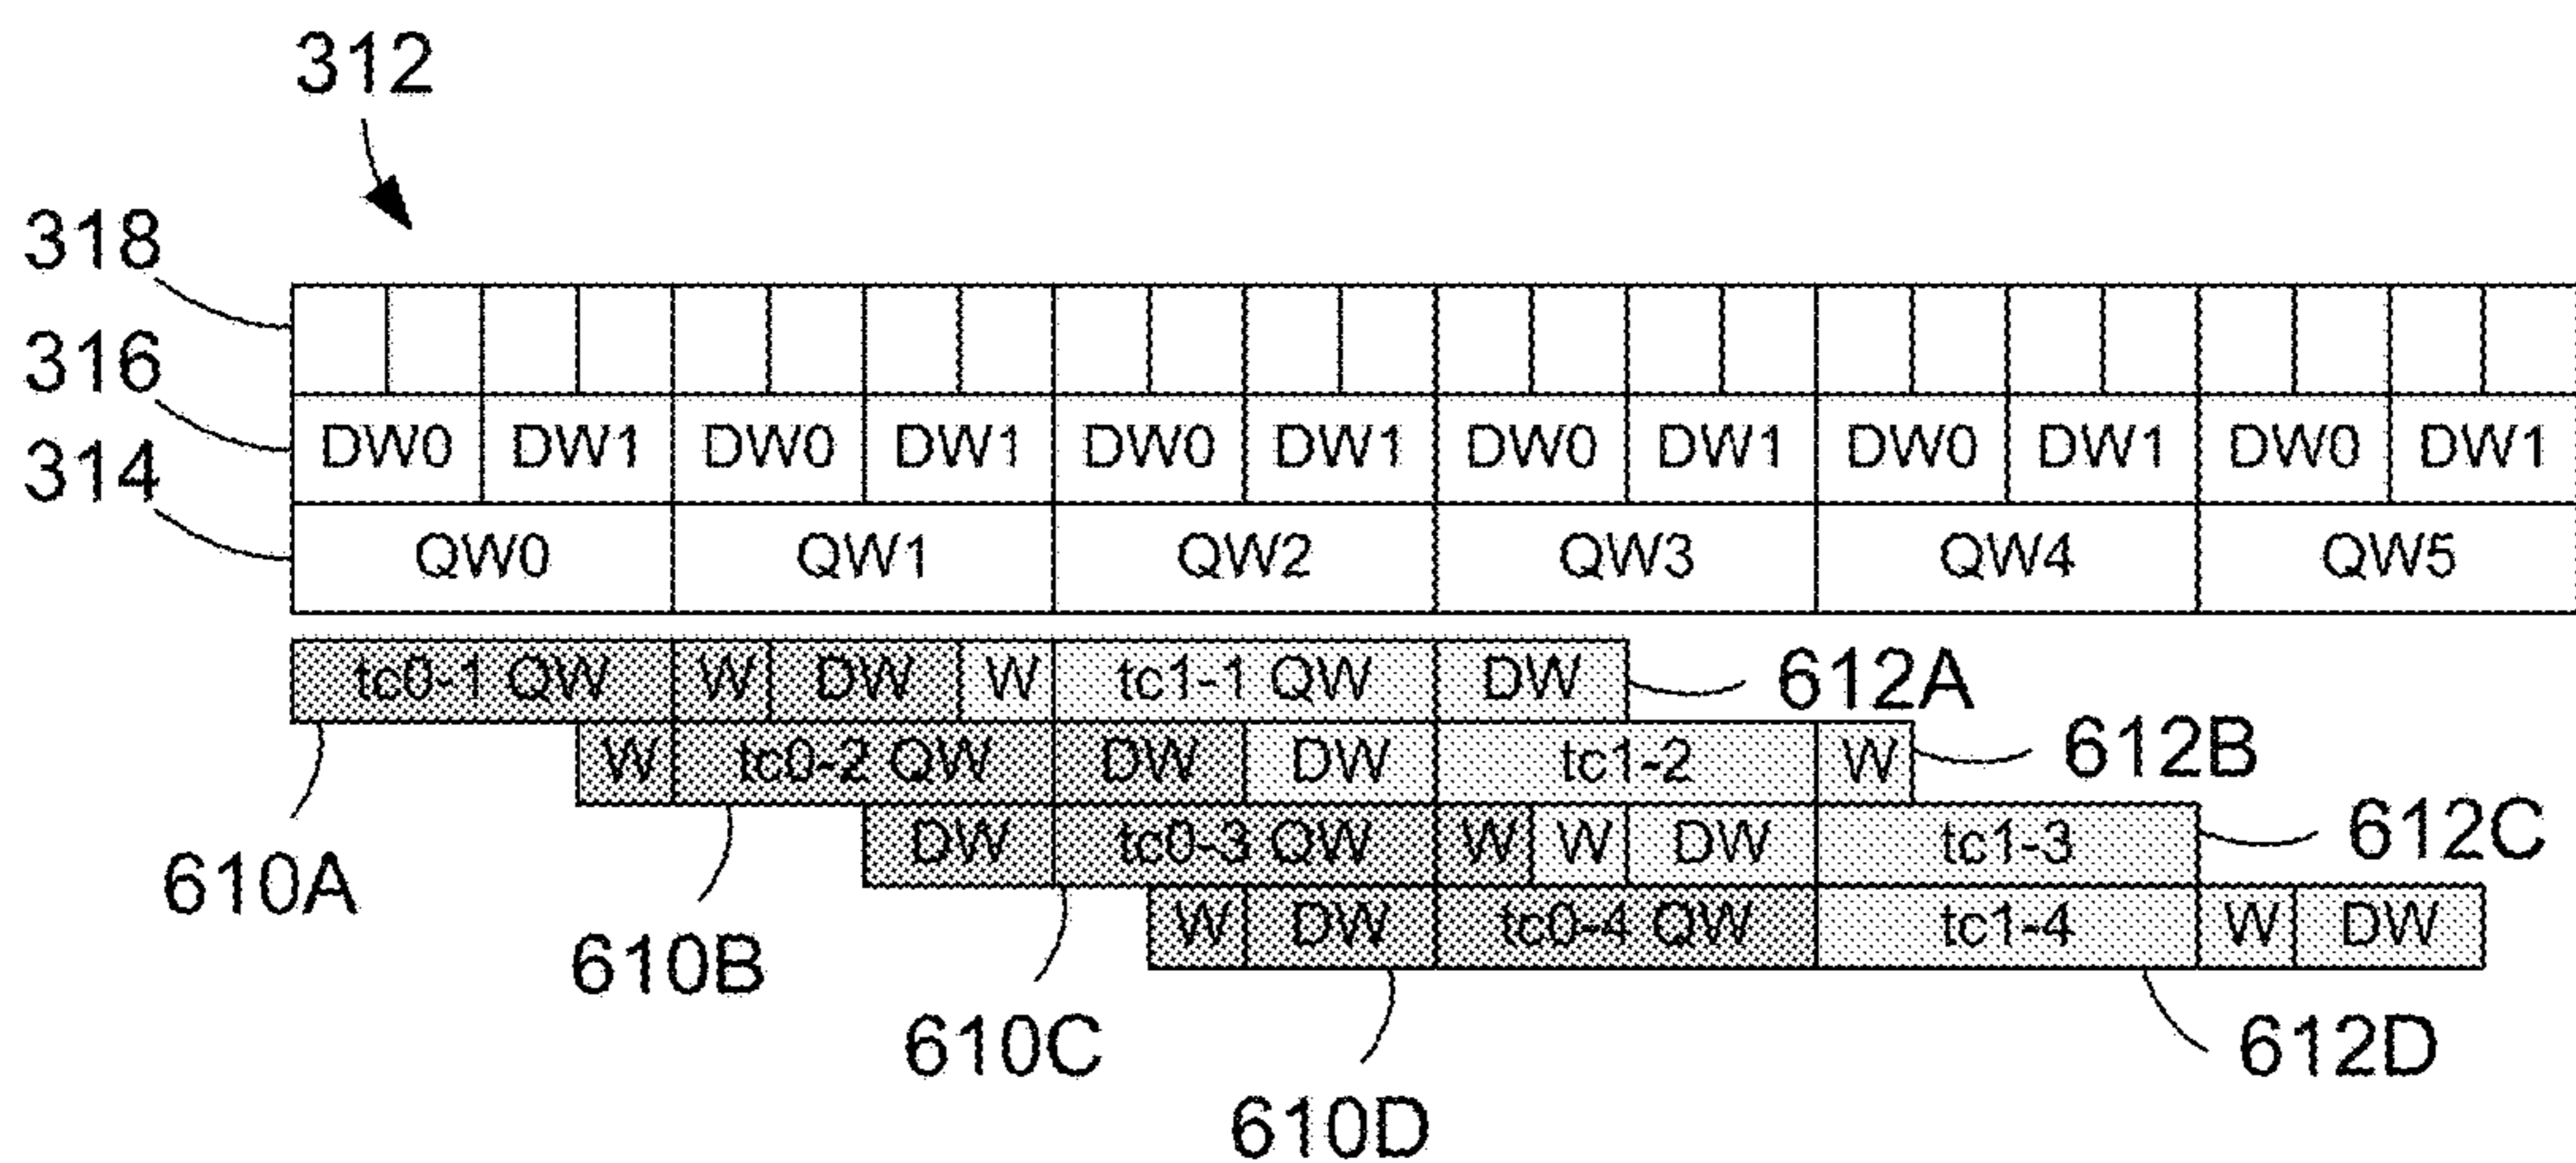 312
318
316
314
DW0 DW1 DW0 DW1 DW0 DW1 DW0 DW1 DW0 DW1 DW0 DW1
QW0 QW1 QW2 QW3 QW4 QW5
tc0-1 QW W DW W tc1-1 QW DW 612A
W tc0-2 QW DW DW tc1-2 W 612B
DW tc0-3 QW W W DW tc1-3 612C
W DW tc0-4 QW tc1-4 W DW
610A
610B
610C
612D
610D